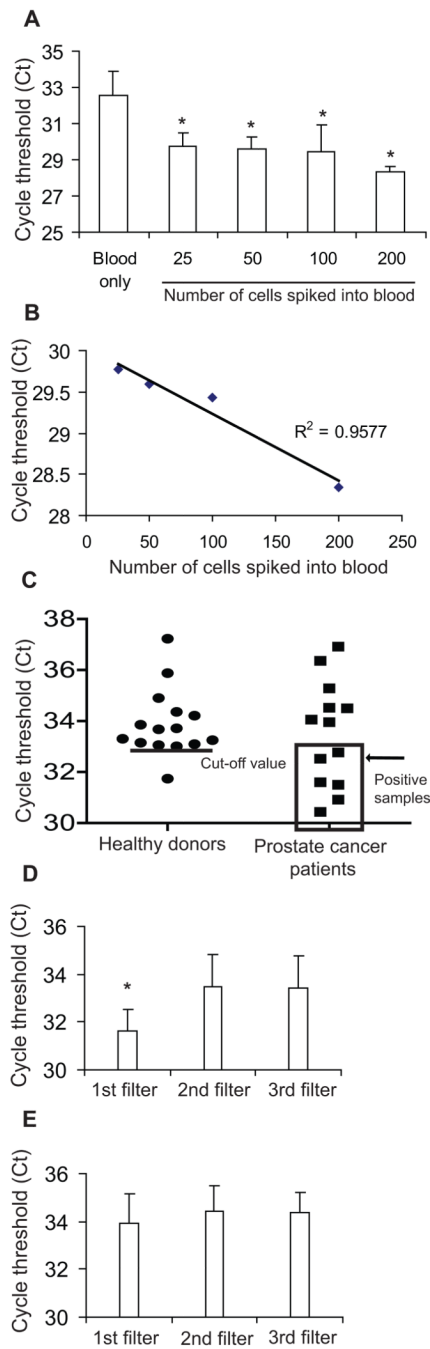 A
Cycle threshold (Ct)
35
33
31
29
27
25
*
*
*
*
Blood only
25
50
100
200
Number of cells spiked into blood
B
Cycle threshold (Ct)
30
29.5
29
28.5
28
R² = 0.9577
0
50
100
150
200
250
Number of cells spiked into blood
C
Cycle threshold (Ct)
38
36
34
32
30
Cut-off value
Positive
samples
Healthy donors
Prostate cancer
patients
D
Cycle threshold (Ct)
36
34
32
30
*
1st filter
2nd filter
3rd filter
E
Cycle threshold (Ct)
36
34
32
30
1st filter
2nd filter
3rd filter